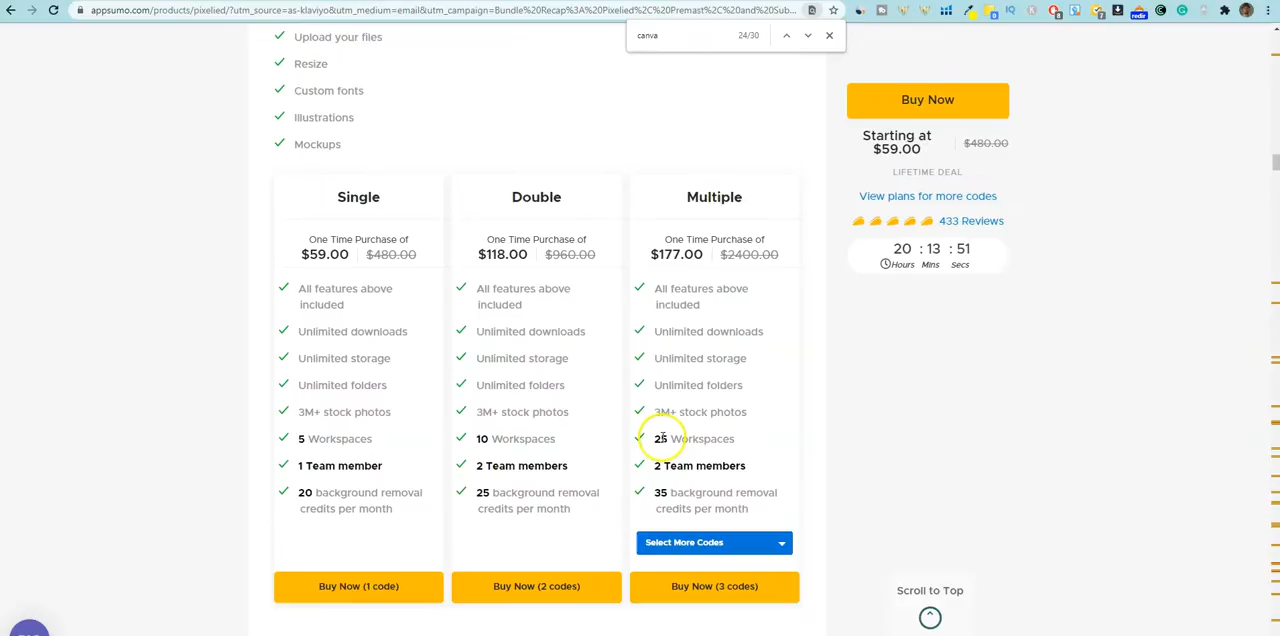 appsumo.com/products/pixelied/?utm_source=as-klaviyo&utm_medium=email&utm_campaign=Bundle%20Recap%3A%20Pixelied%2C%20Premast%2C%20and%20Sub...
canva 24/30
Upload your files
Resize
Custom fonts
Illustrations
Mockups
Buy Now
Starting at
$59.00 $480.00
LIFETIME DEAL
View plans for more codes
433 Reviews
20 : 13 : 51
Hours Mins Secs
Single
One Time Purchase of
$59.00 $480.00
All features above
included
Unlimited downloads
Unlimited storage
Unlimited folders
3M+ stock photos
5 Workspaces
1 Team member
20 background removal
credits per month
Buy Now (1 code)
Double
One Time Purchase of
$118.00 $960.00
All features above
included
Unlimited downloads
Unlimited storage
Unlimited folders
3M+ stock photos
10 Workspaces
2 Team members
25 background removal
credits per month
Buy Now (2 codes)
Multiple
One Time Purchase of
$177.00 $2400.00
All features above
included
Unlimited downloads
Unlimited storage
Unlimited folders
3M+ stock photos
25 Workspaces
2 Team members
35 background removal
credits per month
Select More Codes
Buy Now (3 codes)
Scroll to Top